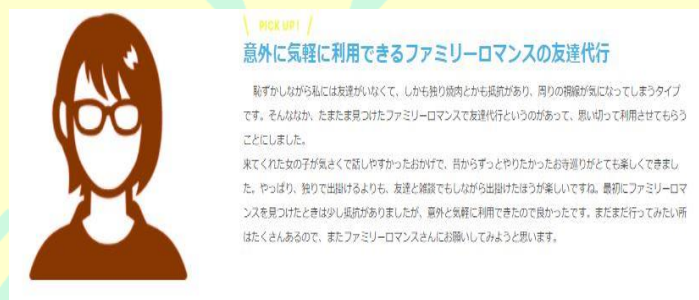 PICK UP!
意外に気軽に利用できるファミリーロマンスの友達代行
恥ずかしながら私には友達がいなくて、しかも独り焼肉とかも抵抗があり、周りの視線が気になってしまうタイプ
です。そんななか、たまたま見つけたファミリーロマンスで友達代行というのがあって、思い切って利用させてもらう
ことにしました。
来てくれた女の子が気さくで話しやすかったおかげで、昔からずっとやりたかったお寺巡りがとても楽しくできまし
た。やっぱり、独りで出掛けるよりも、友達と雑談でもしながら出掛けたほうが楽しいですね。最初にファミリーロマ
ンスを見つけたときは少し抵抗がありましたが、意外と気軽に利用できたので良かったです。まだまだ行ってみたい所
はたくさんあるので、またファミリーロマンスさんにお願いしてみようと思います。